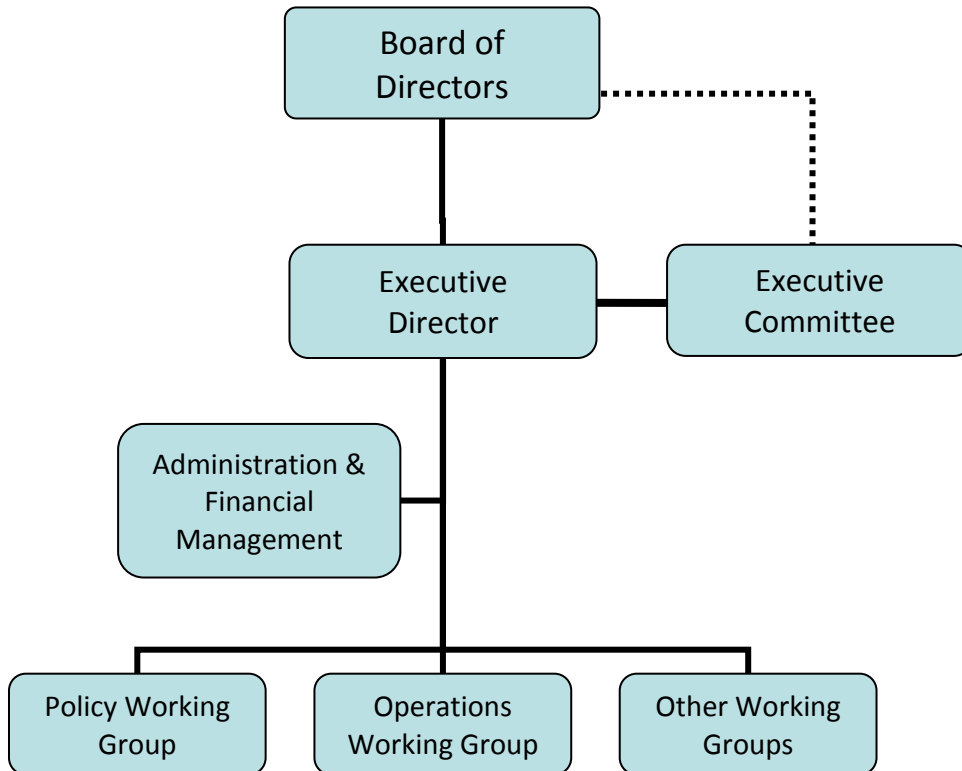 Board of
Directors
Executive
Director
Executive
Committee
Administration &
Financial
Management
Policy Working
Group
Operations
Working Group
Other Working
Groups